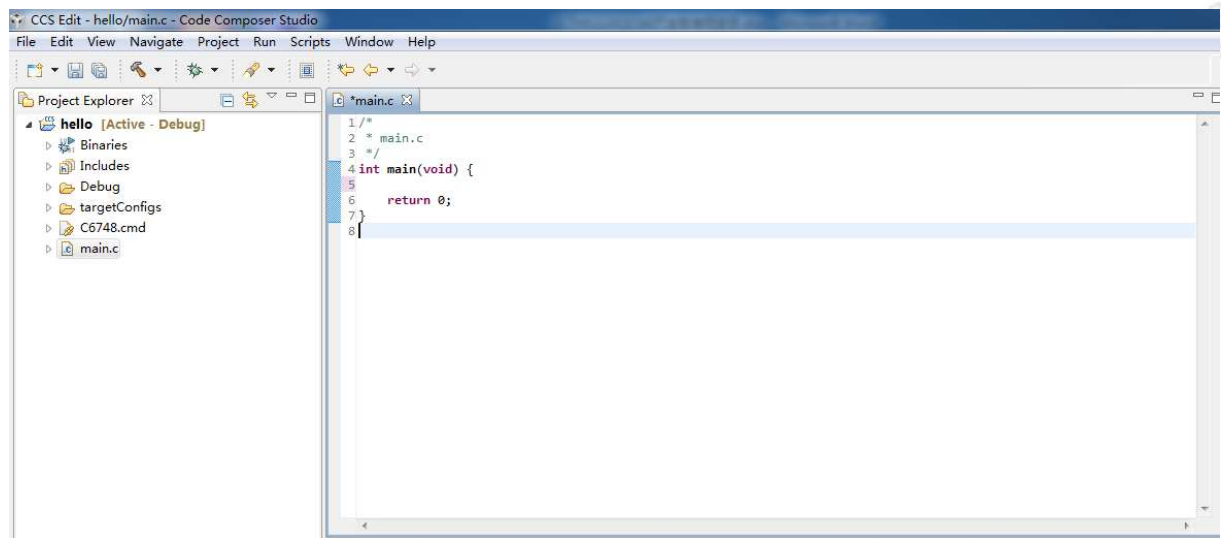 CCS Edit - hello/main.c - Code Composer Studio
File Edit View Navigate Project Run Scripts Window Help
Project Explorer
hello [Active - Debug]
Binaries
Includes
Debug
targetConfigs
C6748.cmd
main.c
*main.c
1 /*
2  * main.c
3  */
4 int main(void) {
5
6     return 0;
7 }
8